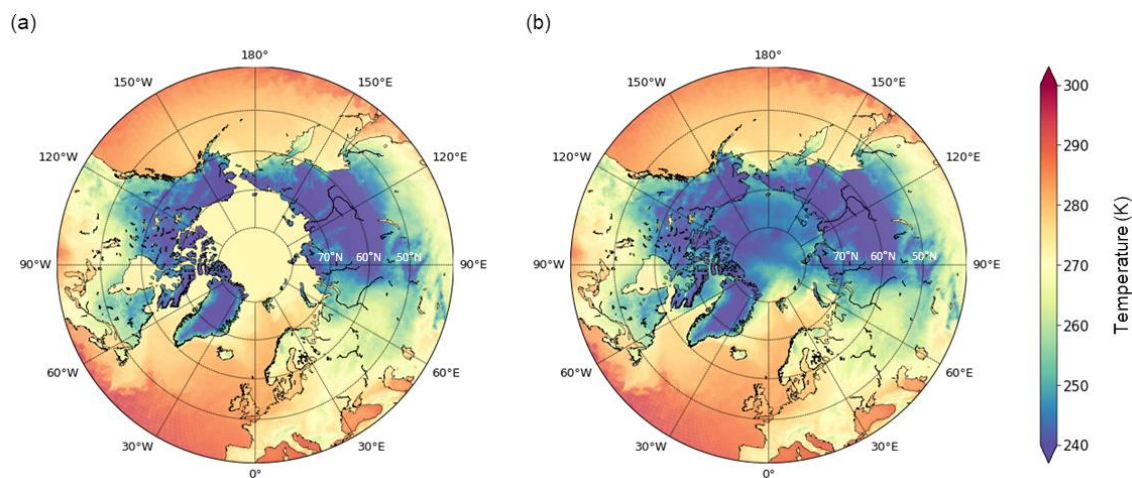 (a)
(b)
180°
150°W
150°E
120°W
120°E
90°W
90°E
70°N 60°N 50°N
60°W
60°E
30°W
30°E
0°
180°
150°W
150°E
120°W
120°E
90°W
90°E
70°N 60°N 50°N
60°W
60°E
30°W
30°E
0°
300
290
280
270
260
250
240
Temperature (K)